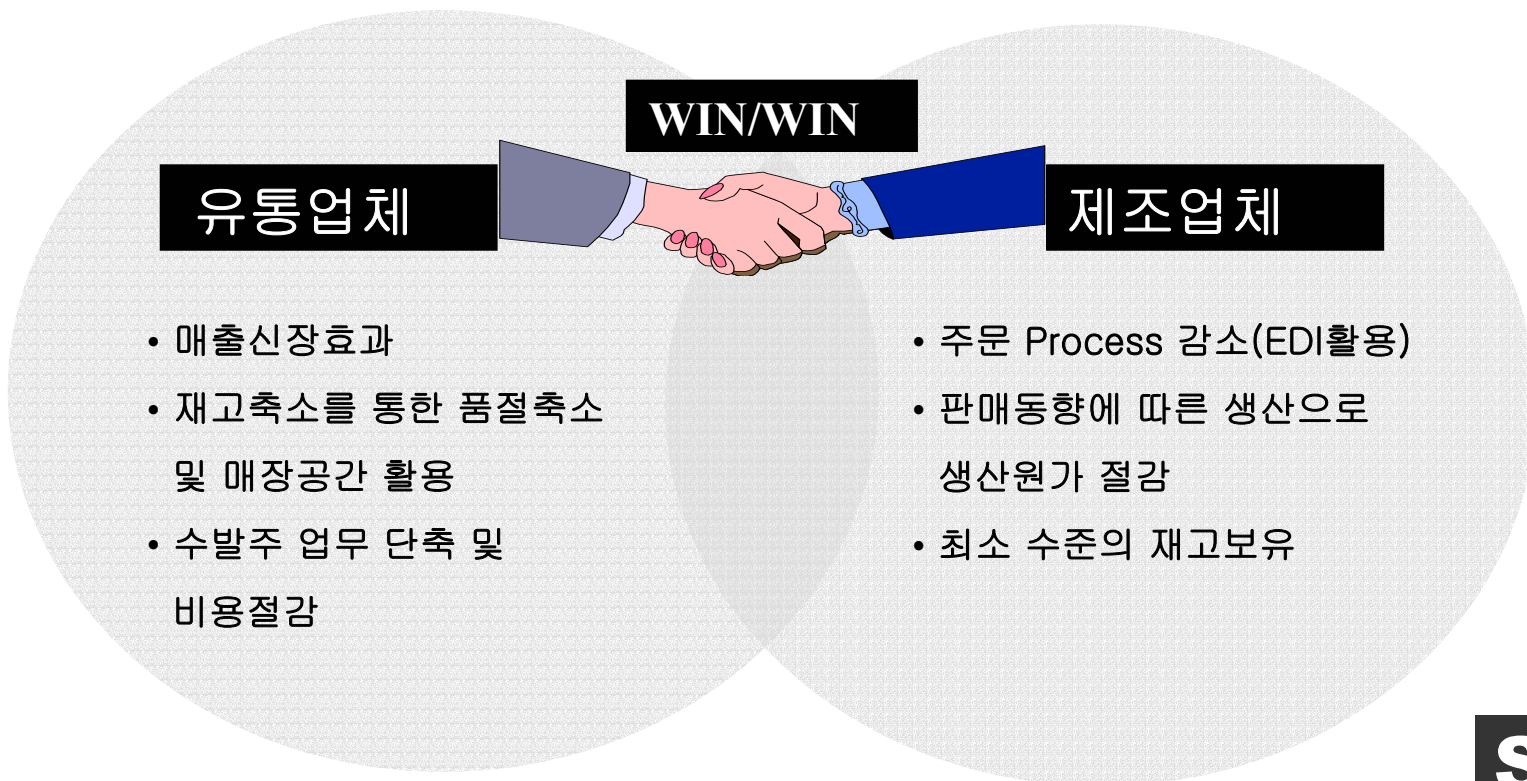 WIN/WIN
유통업체
제조업체
• 매출신장효과
• 재고축소를 통한 품절축소
및 매장공간 활용
• 수발주 업무 단축 및
비용절감
• 주문 Process 감소(EDI활용)
• 판매동향에 따른 생산으로
생산원가 절감
• 최소 수준의 재고보유